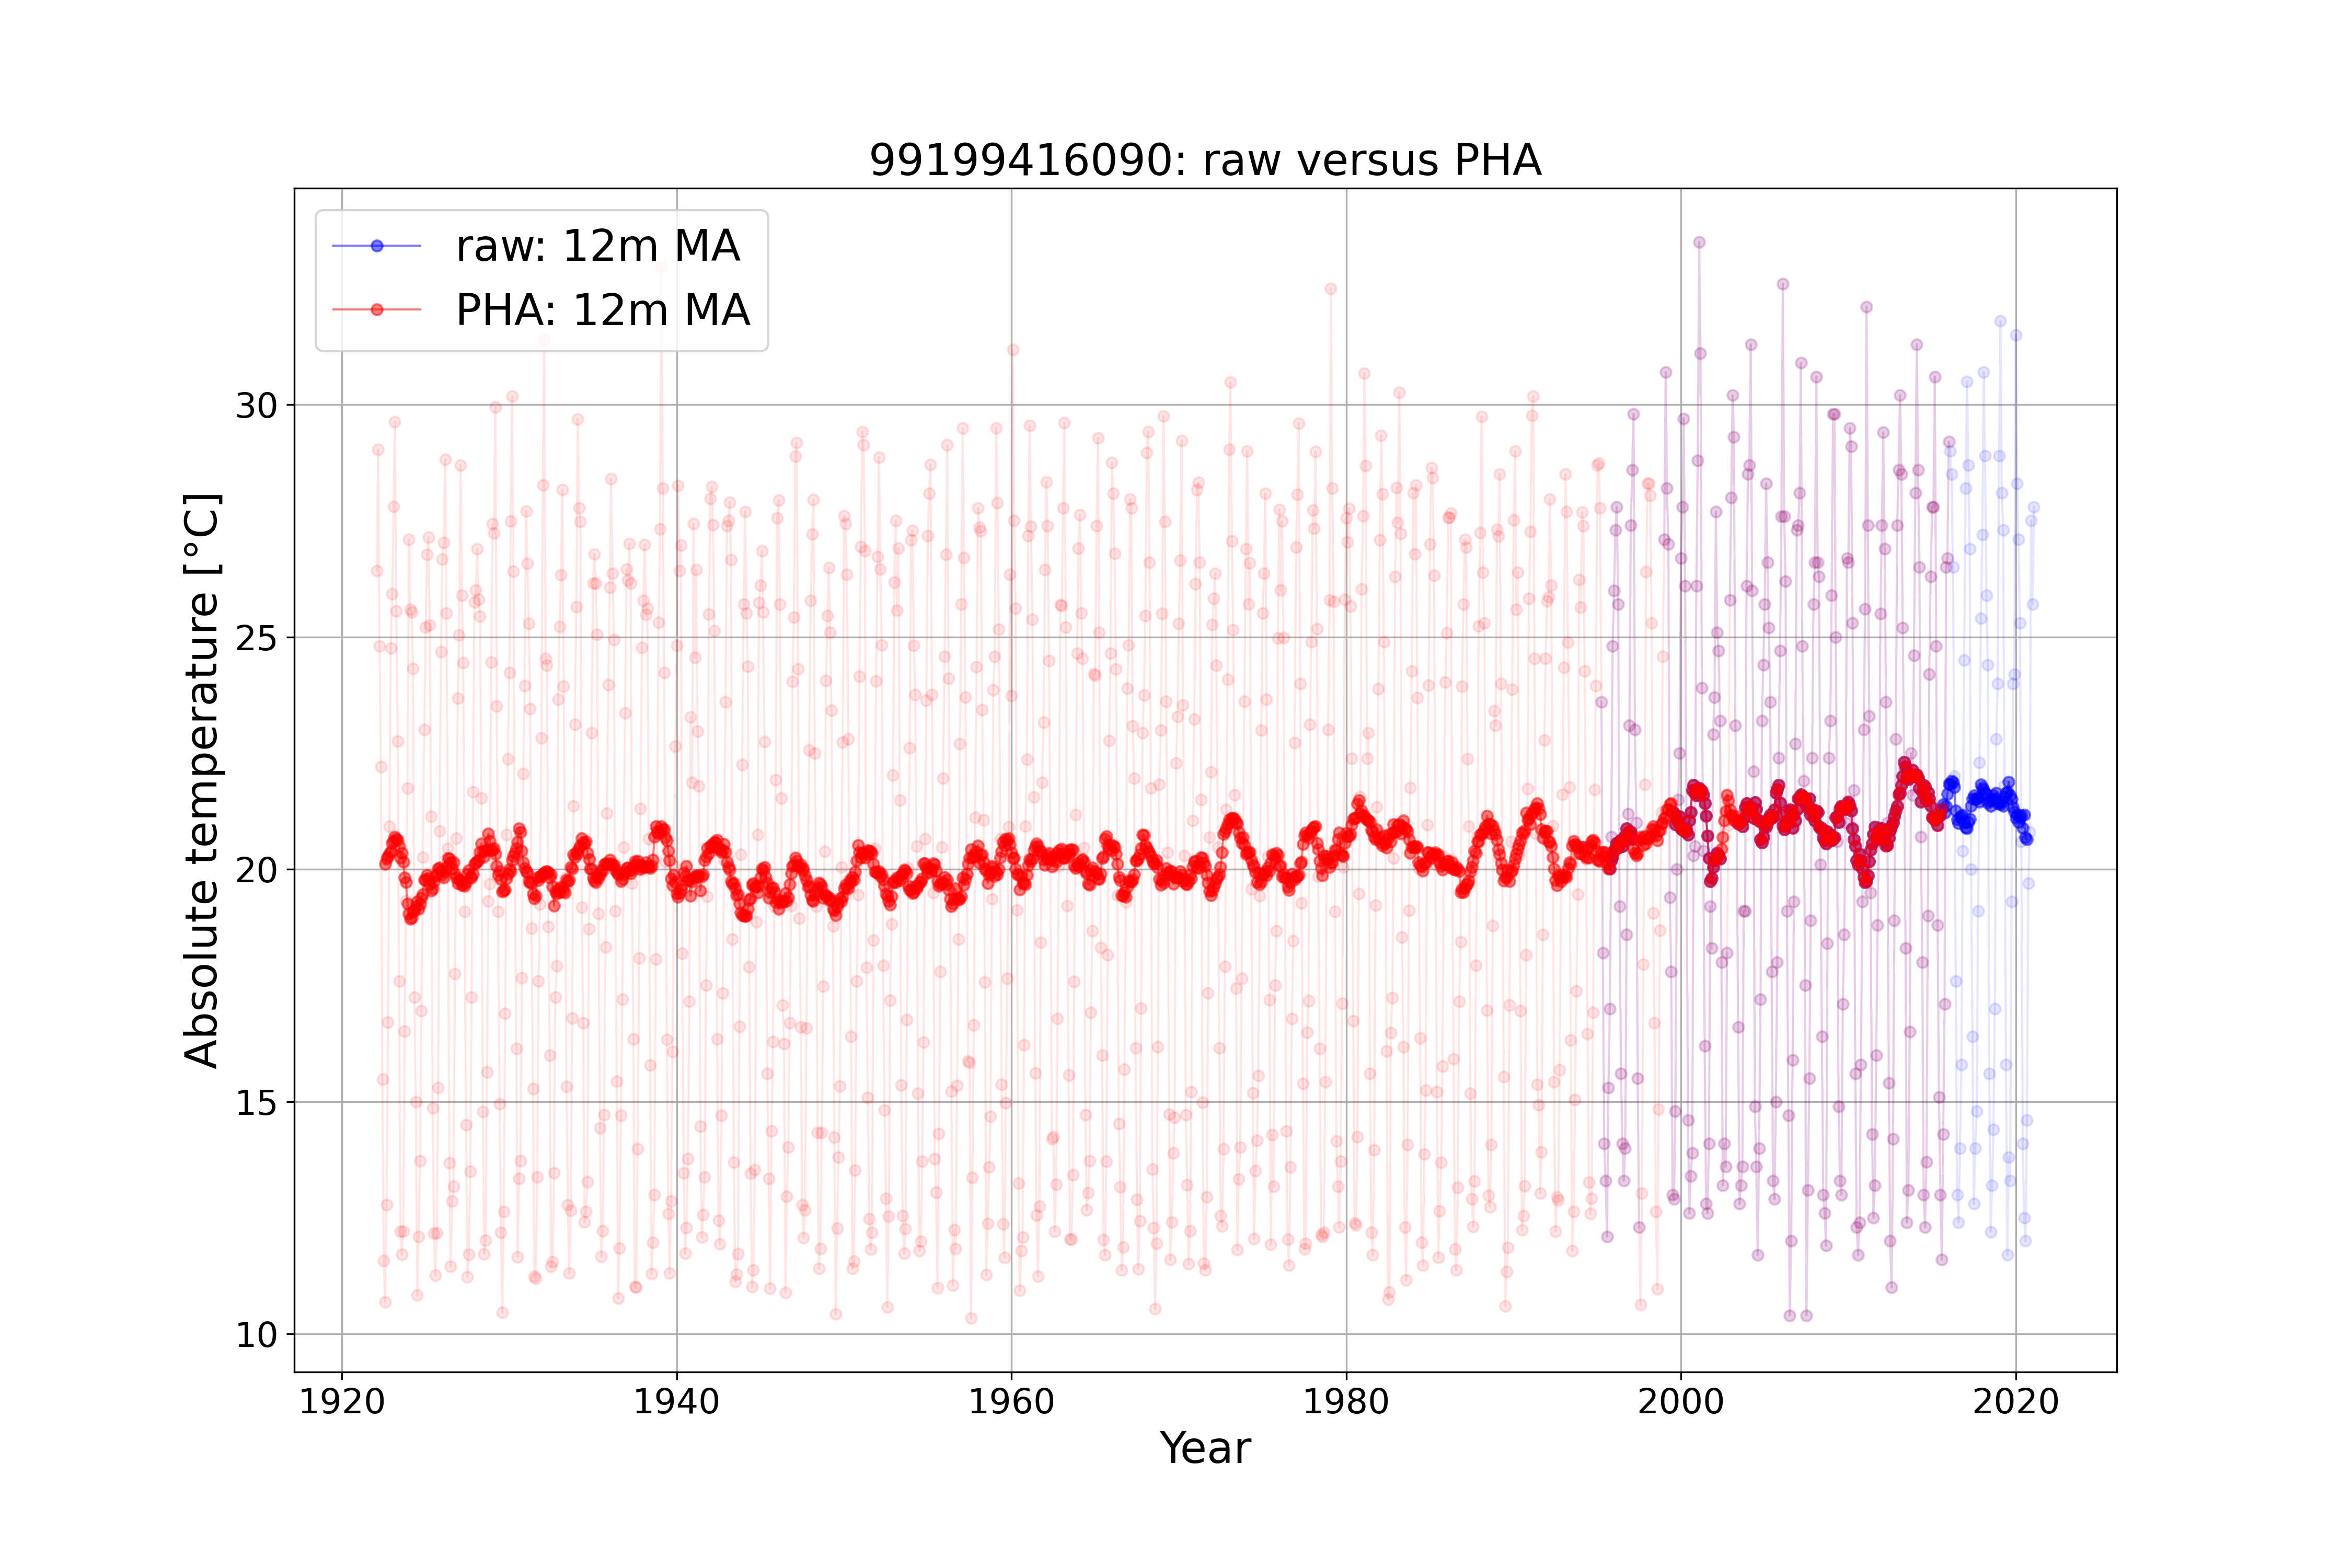 99199416090: raw versus PHA
raw: 12m MA
PHA: 12m MA
Absolute temperature [°C]
30
25
20
15
10
1920
1940
1960
1980
2000
2020
Year